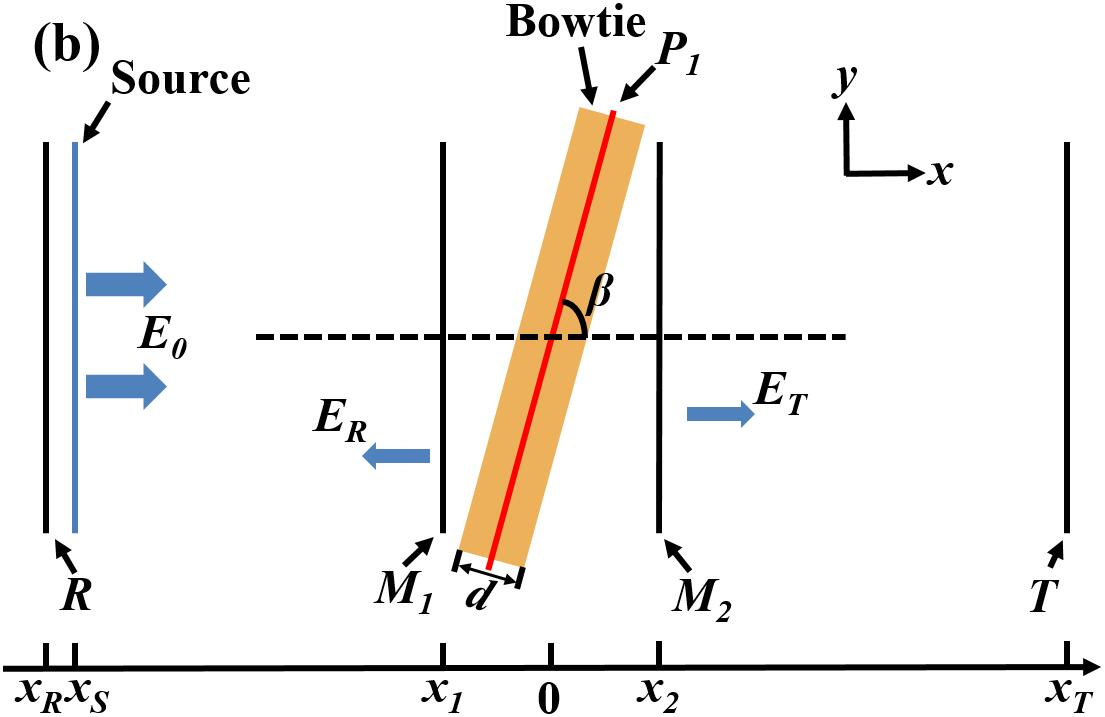 (b)
Bowtie
P1
Source
y
x
β
E0
ET
ER
R
M1
d
M2
T
xR xS x1 0 x2 xT